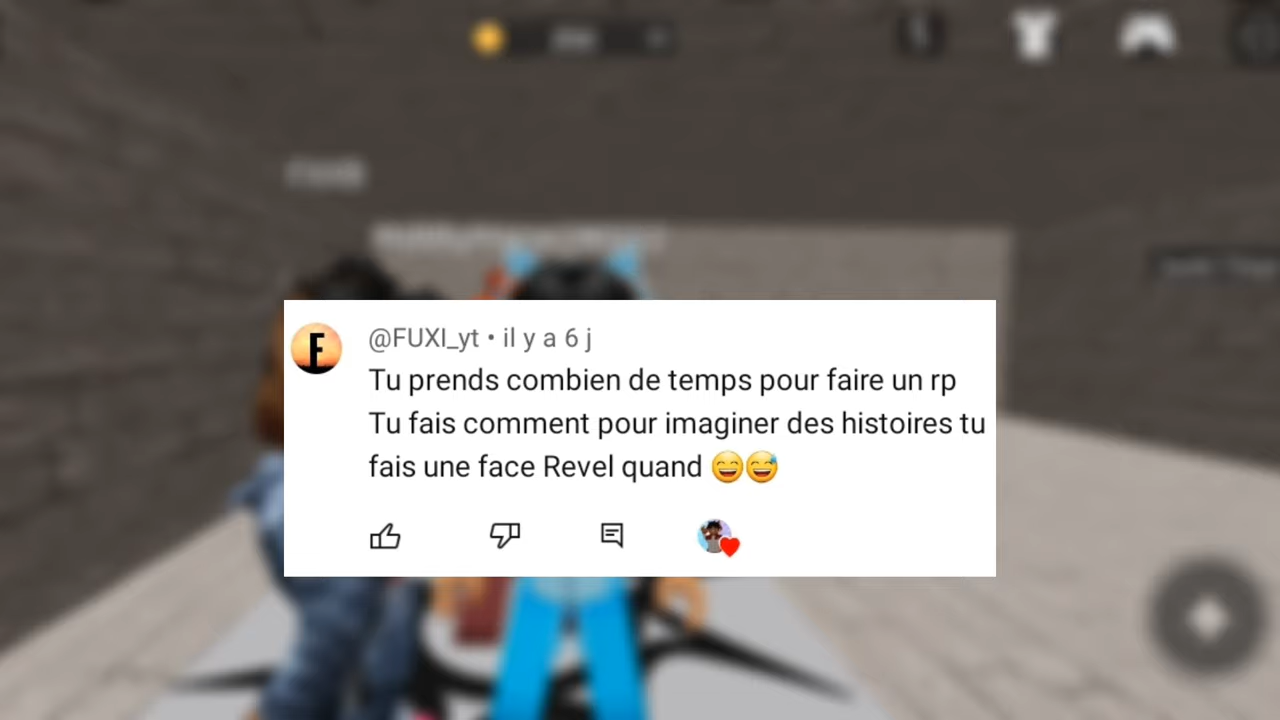 F
@FUXI_yt • il y a 6 j
Tu prends combien de temps pour faire un rp
Tu fais comment pour imaginer des histoires tu
fais une face Revel quand 😄😅